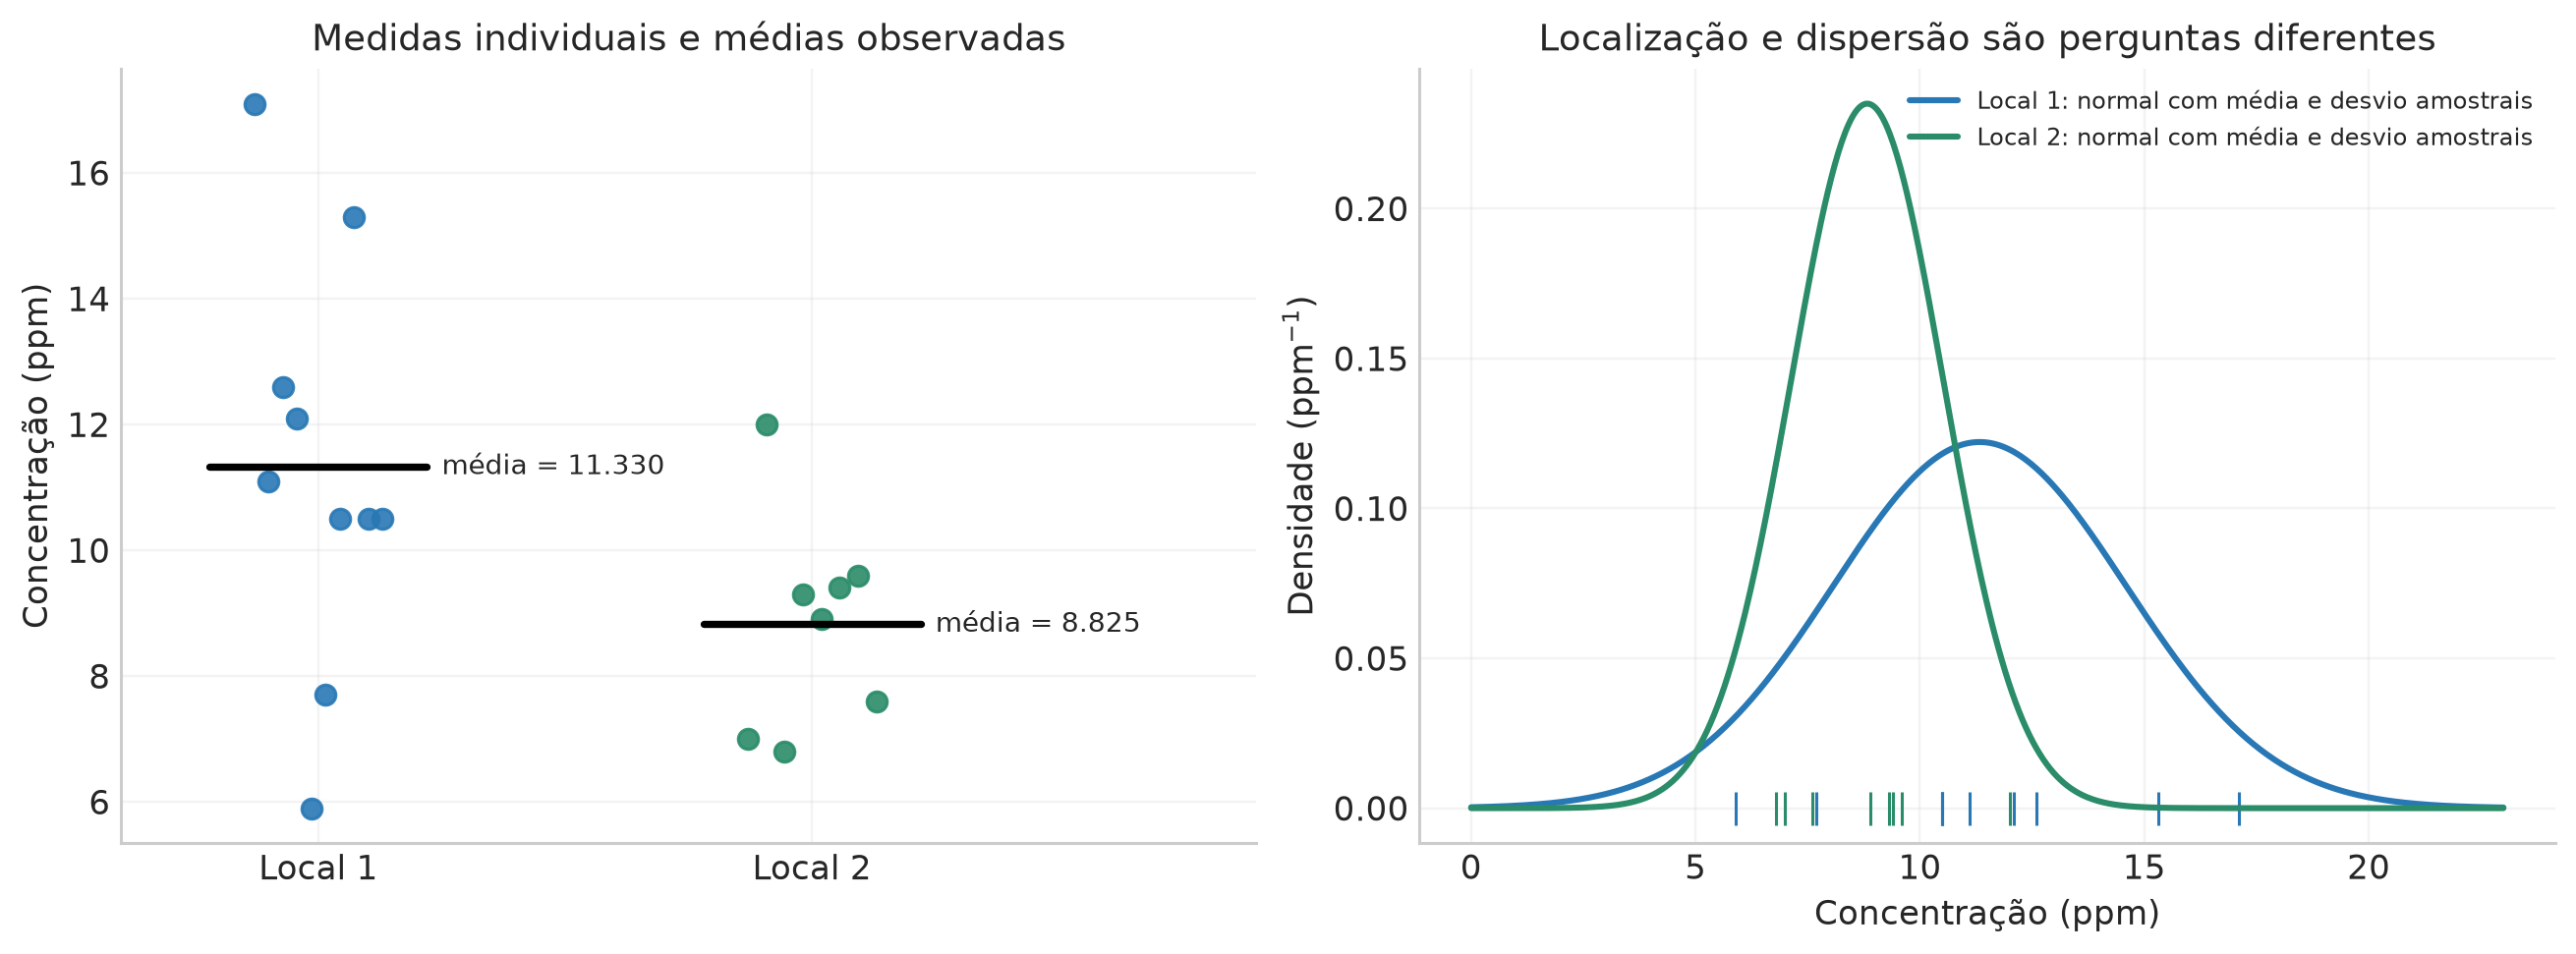 Medidas individuais e médias observadas
Concentração (ppm)
16
14
12
10
8
6
média = 11.330
média = 8.825
Local 1
Local 2
Localização e dispersão são perguntas diferentes
Local 1: normal com média e desvio amostrais
Local 2: normal com média e desvio amostrais
Densidade (ppm⁻¹)
0.20
0.15
0.10
0.05
0.00
0
5
10
15
20
Concentração (ppm)